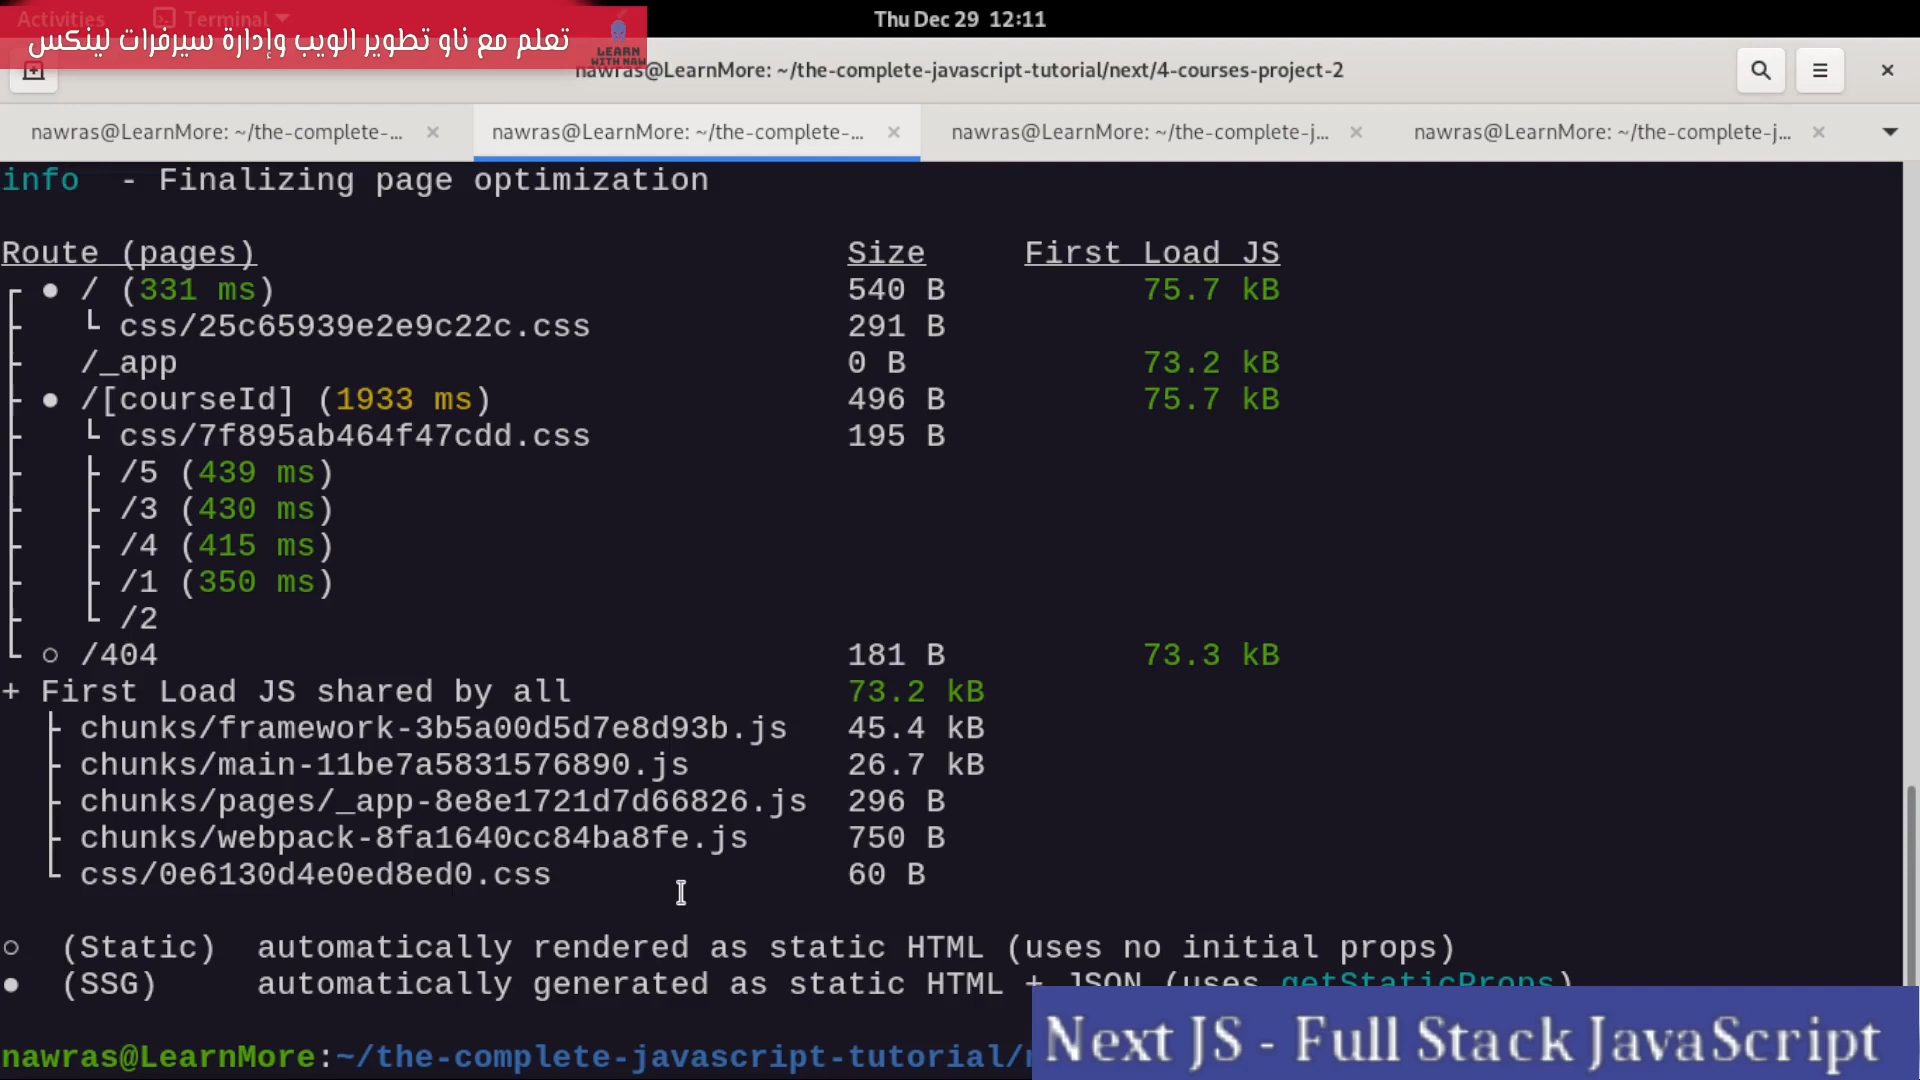 Activities Terminal
Thu Dec 29 12:11
تعلم مع ناو تطوير الويب وإدارة سيرفرات لينكس
LEARN
WITH NAW
nawras@LearnMore: ~/the-complete-javascript-tutorial/next/4-courses-project-2
nawras@LearnMore: ~/the-complete-... nawras@LearnMore: ~/the-complete-... nawras@LearnMore: ~/the-complete-j... nawras@LearnMore: ~/the-complete-j...
info - Finalizing page optimization
Route (pages) Size First Load JS
┌ ● / (331 ms) 540 B 75.7 kB
├ └ css/25c65939e2e9c22c.css 291 B
├ /_app 0 B 73.2 kB
├ ● /[courseId] (1933 ms) 496 B 75.7 kB
├ └ css/7f895ab464f47cdd.css 195 B
├ ├ /5 (439 ms)
├ ├ /3 (430 ms)
├ ├ /4 (415 ms)
├ ├ /1 (350 ms)
├ └ /2
└ ○ /404 181 B 73.3 kB
+ First Load JS shared by all 73.2 kB
├ chunks/framework-3b5a00d5d7e8d93b.js 45.4 kB
├ chunks/main-11be7a5831576890.js 26.7 kB
├ chunks/pages/_app-8e8e1721d7d66826.js 296 B
├ chunks/webpack-8fa1640cc84ba8fe.js 750 B
└ css/0e6130d4e0ed8ed0.css 60 B
○ (Static) automatically rendered as static HTML (uses no initial props)
● (SSG) automatically generated as static HTML + JSON (uses getStaticProps)
nawras@LearnMore:~/the-complete-javascript-tutorial/
Next JS - Full Stack JavaScript